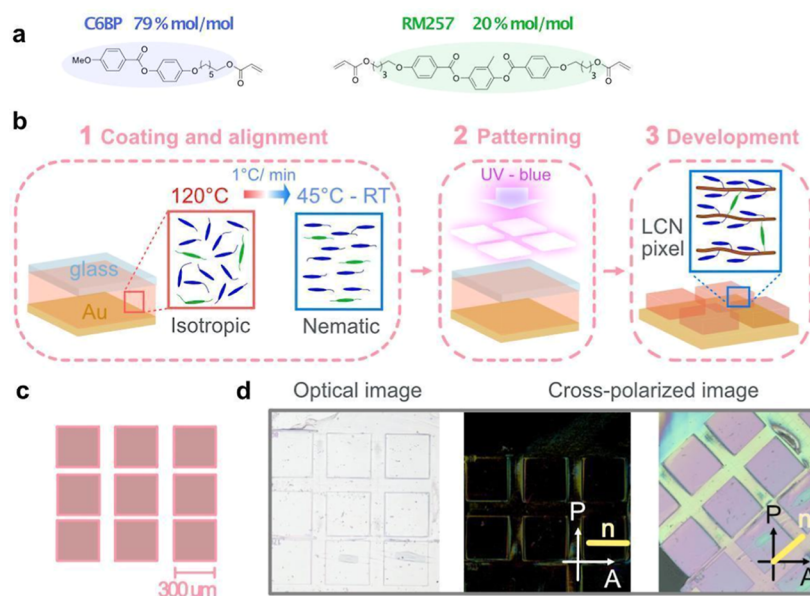 a
C6BP 79% mol/mol
RM257 20% mol/mol
MeO
O
O
O
5
O
O
O
O
3
O
O
O
O
O
O
3
O
O
b
1 Coating and alignment
2 Patterning
3 Development
1°C/ min
120°C
45°C - RT
UV - blue
LCN
pixel
glass
Au
Isotropic
Nematic
c
d
Optical image
Cross-polarized image
P
n
A
P
n
A
300 um